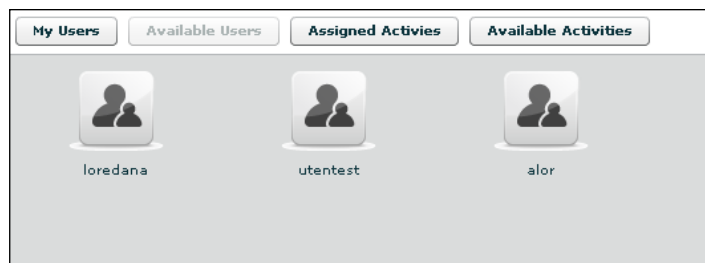 My Users Available Users Assigned Activies Available Activities
loredana utentest alor